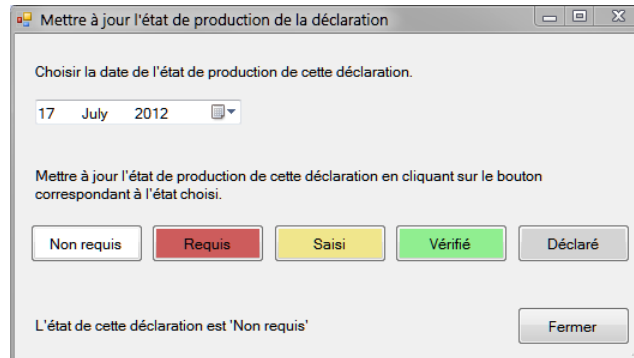 Mettre à jour l'état de production de la déclaration
Choisir la date de l'état de production de cette déclaration.
17 July 2012
Mettre à jour l'état de production de cette déclaration en cliquant sur le bouton
correspondant à l'état choisi.
Non requis Requis Saisi Vérifié Déclaré
L'état de cette déclaration est 'Non requis' Fermer